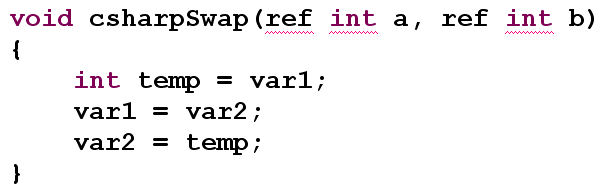 void csharpSwap(ref int a, ref int b)
{
    int temp = var1;
    var1 = var2;
    var2 = temp;
}